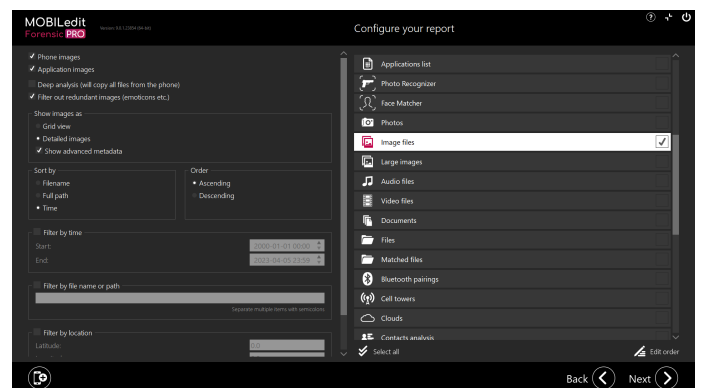 MOBILedit
Forensic PRO
Configure your report
Phone images
Application images
Deep analysis (will copy all files from the phone)
Filter out redundant images (emoticons etc.)
Show images as
Grid view
Detailed images
Show advanced metadata
Sort by
Filename
Full path
Time
Order
Ascending
Descending
Filter by time
Start:
2000-01-01 00:00
End:
2023-04-05 23:59
Filter by file name or path
Separate multiple items with semicolons
Filter by location
Latitude:
0.0
Applications list
Photo Recognizer
Face Matcher
Photos
Image files
Large images
Audio files
Video files
Documents
Files
Matched files
Bluetooth pairings
Cell towers
Clouds
Contacts analysis
Select all
Edit order
Back
Next